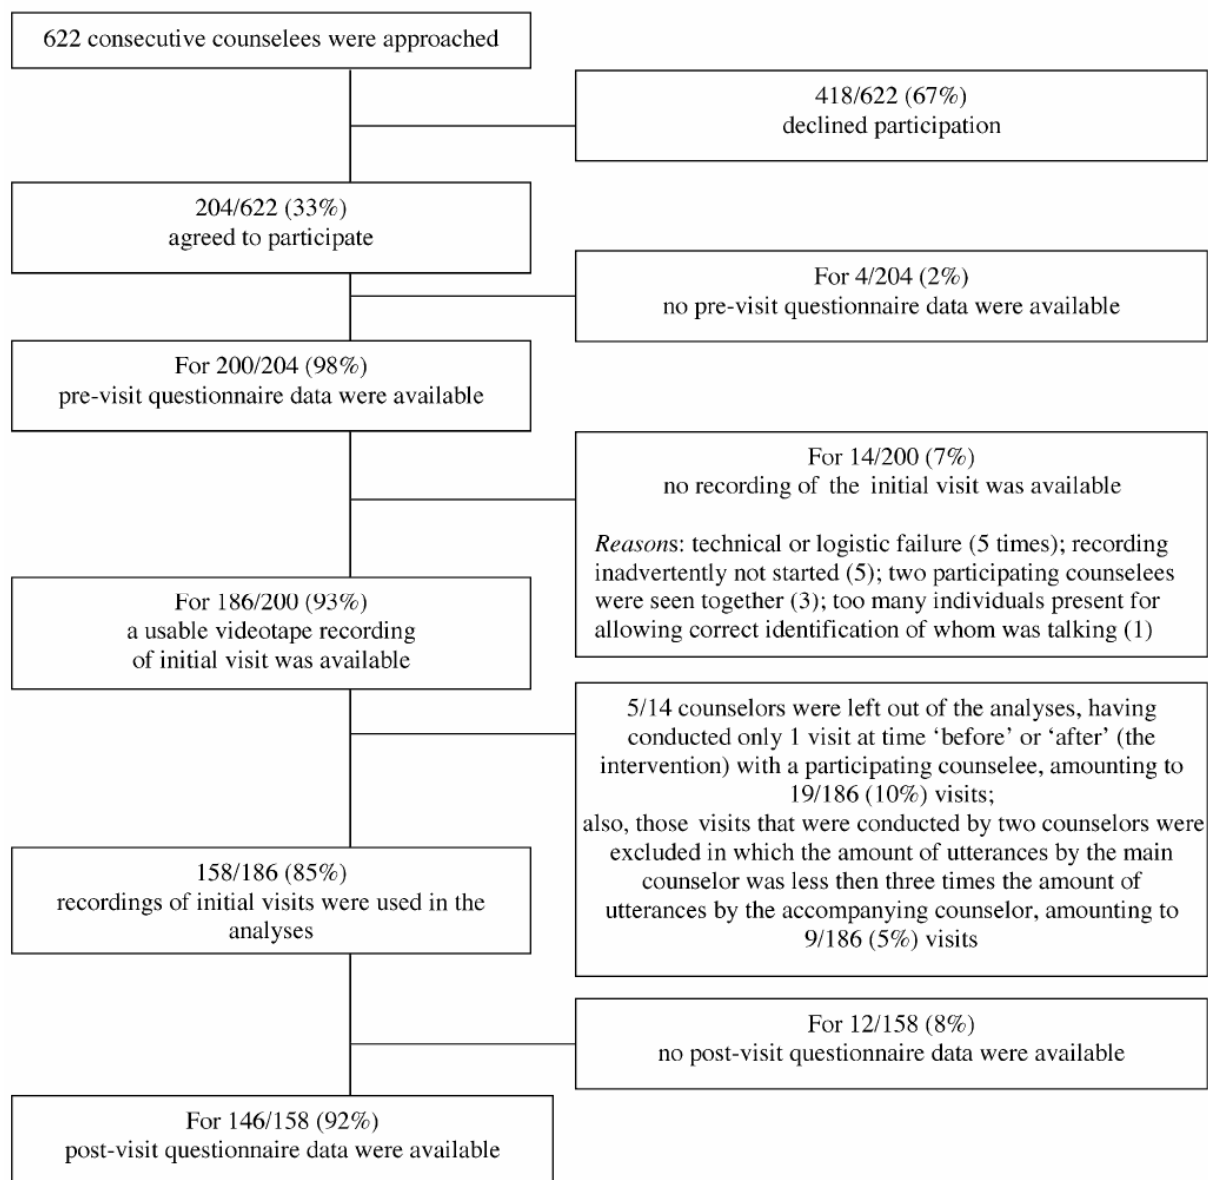 622 consecutive counselees were approached
418/622 (67%)
declined participation
204/622 (33%)
agreed to participate
For 4/204 (2%)
no pre-visit questionnaire data were available
For 200/204 (98%)
pre-visit questionnaire data were available
For 14/200 (7%)
no recording of the initial visit was available
Reasons: technical or logistic failure (5 times); recording
inadvertently not started (5); two participating counselees
were seen together (3); too many individuals present for
allowing correct identification of whom was talking (1)
For 186/200 (93%)
a usable videotape recording
of initial visit was available
5/14 counselors were left out of the analyses, having
conducted only 1 visit at time ‘before’ or ‘after’ (the
intervention) with a participating counselee, amounting to
19/186 (10%) visits;
also, those visits that were conducted by two counselors were
excluded in which the amount of utterances by the main
counselor was less then three times the amount of
utterances by the accompanying counselor, amounting to
9/186 (5%) visits
158/186 (85%)
recordings of initial visits were used in the
analyses
For 12/158 (8%)
no post-visit questionnaire data were available
For 146/158 (92%)
post-visit questionnaire data were available